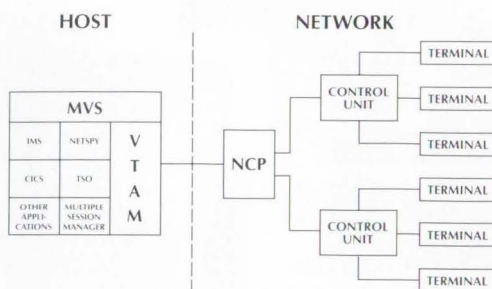 HOST
NETWORK
MVS
IMS
NETSPY
CICS
TSO
OTHER
APPLI-
CATIONS
MULTIPLE
SESSION
MANAGER
V
T
A
M
NCP
CONTROL
UNIT
TERMINAL
TERMINAL
TERMINAL
CONTROL
UNIT
TERMINAL
TERMINAL
TERMINAL